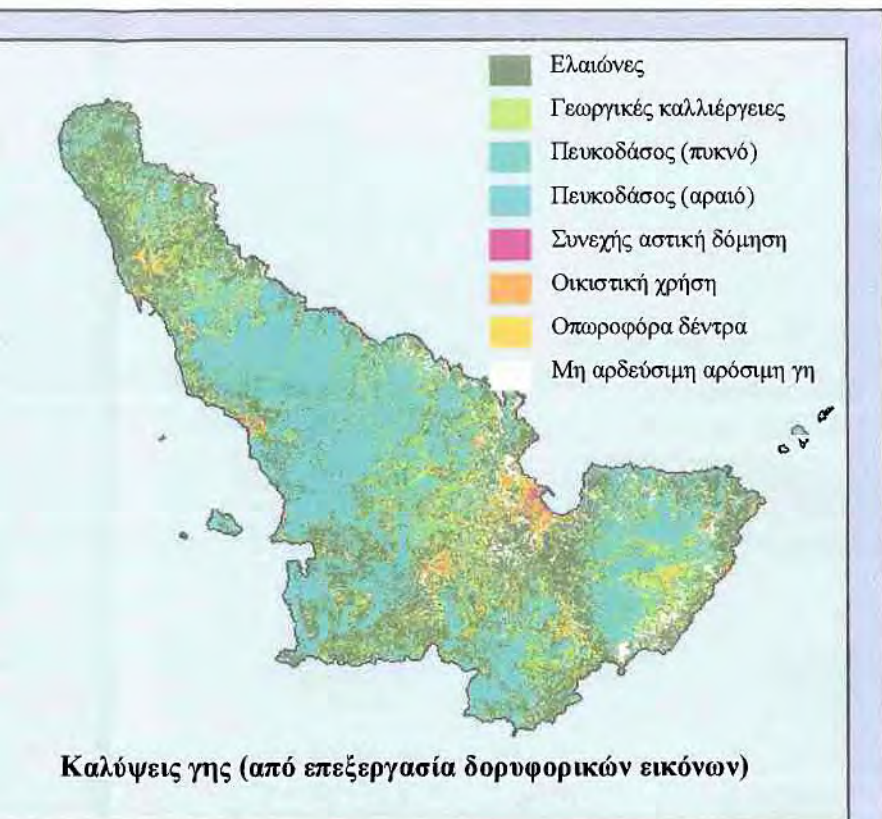 Ελαιώνες
Γεωργικές καλλιέργειες
Πευκοδάσος (πυκνό)
Πευκοδάσος (αραιό)
Συνεχής αστική δόμηση
Οικιστική χρήση
Οπωροφόρα δέντρα
Μη αρδεύσιμη αρόσιμη γη
Καλύψεις γης (από επεξεργασία δορυφορικών εικόνων)